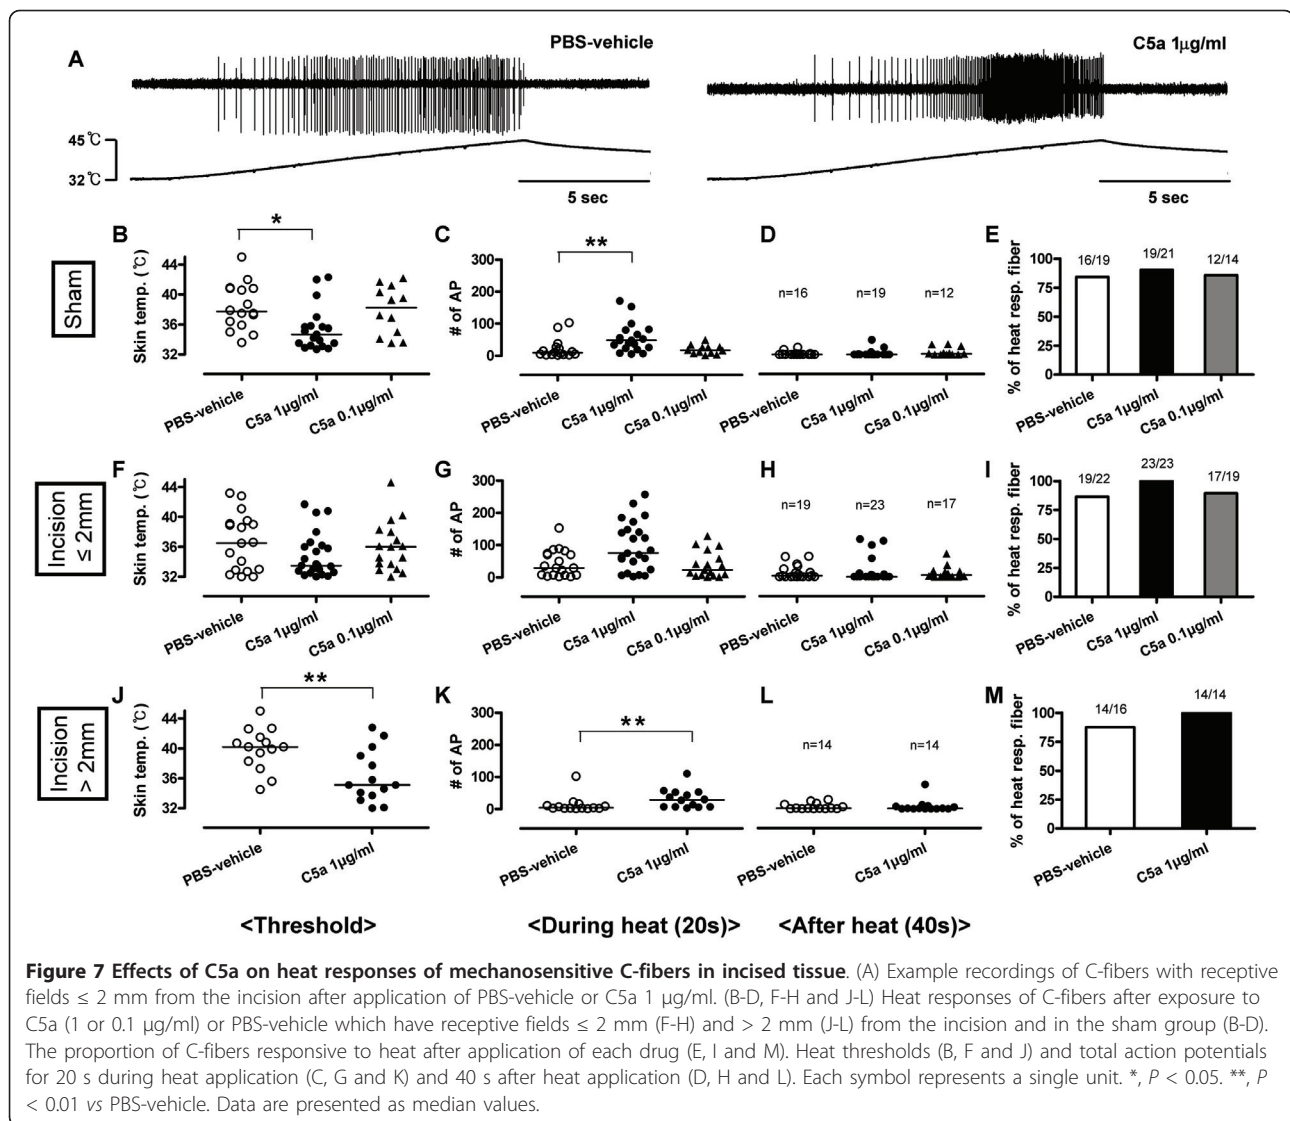 A
PBS-vehicle
C5a 1μg/ml
45℃
32℃
5 sec
5 sec
Sham
B
Skin temp. (℃)
44
40
36
32
*
PBS-vehicle
C5a 1μg/ml
C5a 0.1μg/ml
C
# of AP
300
200
100
0
**
PBS-vehicle
C5a 1μg/ml
C5a 0.1μg/ml
D
n=16
n=19
n=12
PBS-vehicle
C5a 1μg/ml
C5a 0.1μg/ml
E
% of heat resp. fiber
100
75
50
25
0
16/19
19/21
12/14
PBS-vehicle
C5a 1μg/ml
C5a 0.1μg/ml
Incision
≤ 2mm
F
Skin temp. (℃)
44
40
36
32
PBS-vehicle
C5a 1μg/ml
C5a 0.1μg/ml
G
# of AP
300
200
100
0
PBS-vehicle
C5a 1μg/ml
C5a 0.1μg/ml
H
n=19
n=23
n=17
PBS-vehicle
C5a 1μg/ml
C5a 0.1μg/ml
I
% of heat resp. fiber
100
75
50
25
0
19/22
23/23
17/19
PBS-vehicle
C5a 1μg/ml
C5a 0.1μg/ml
Incision
> 2mm
J
Skin temp. (℃)
44
40
36
32
**
PBS-vehicle
C5a 1μg/ml
K
# of AP
300
200
100
0
**
PBS-vehicle
C5a 1μg/ml
L
n=14
n=14
PBS-vehicle
C5a 1μg/ml
M
% of heat resp. fiber
100
75
50
25
0
14/16
14/14
PBS-vehicle
C5a 1μg/ml
<Threshold>
<During heat (20s)>
<After heat (40s)>
Figure 7 Effects of C5a on heat responses of mechanosensitive C-fibers in incised tissue. (A) Example recordings of C-fibers with receptive
fields ≤ 2 mm from the incision after application of PBS-vehicle or C5a 1 μg/ml. (B-D, F-H and J-L) Heat responses of C-fibers after exposure to
C5a (1 or 0.1 μg/ml) or PBS-vehicle which have receptive fields ≤ 2 mm (F-H) and > 2 mm (J-L) from the incision and in the sham group (B-D).
The proportion of C-fibers responsive to heat after application of each drug (E, I and M). Heat thresholds (B, F and J) and total action potentials
for 20 s during heat application (C, G and K) and 40 s after heat application (D, H and L). Each symbol represents a single unit. *, P < 0.05. **, P
< 0.01 vs PBS-vehicle. Data are presented as median values.